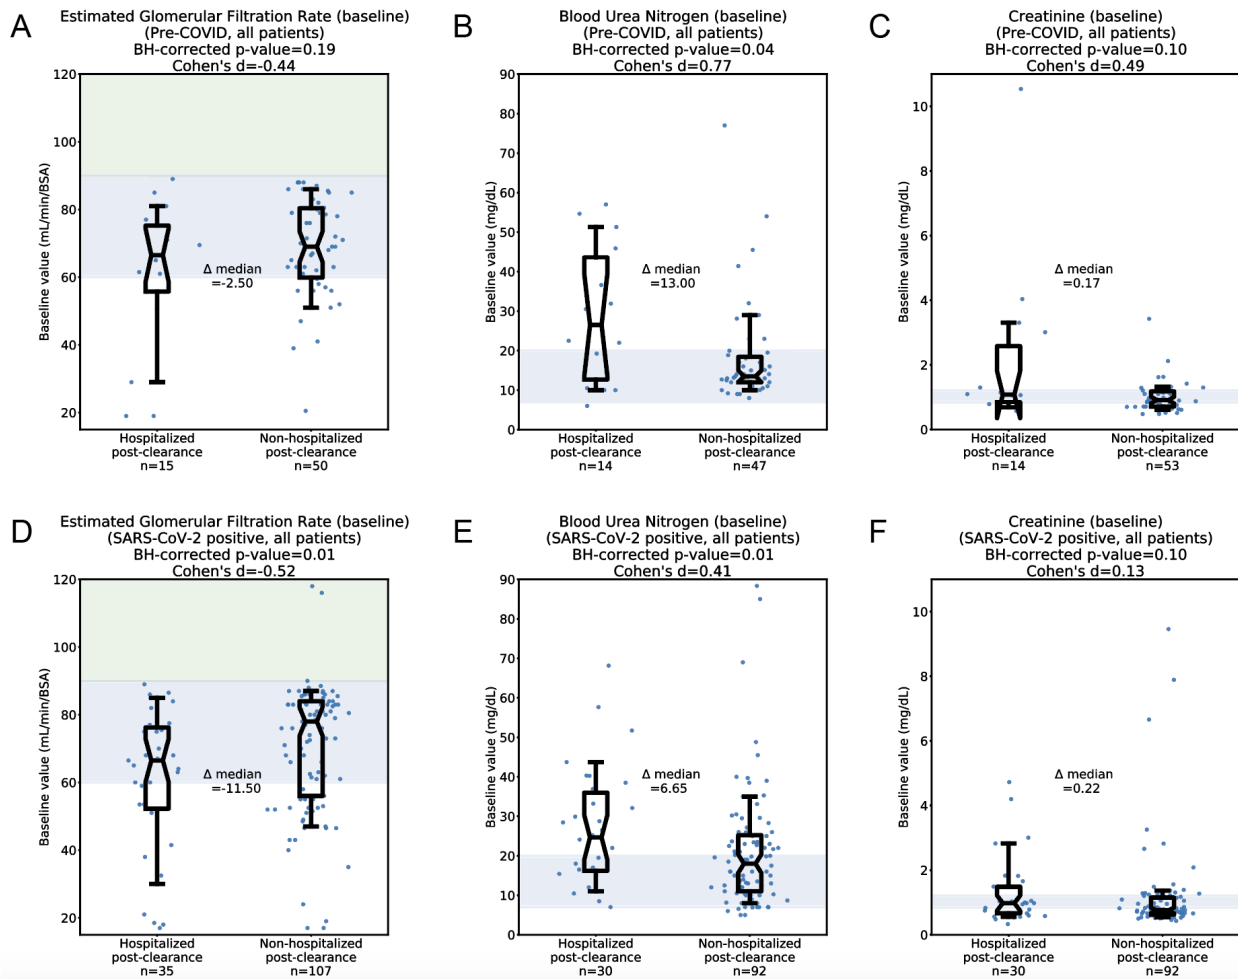 A
Estimated Glomerular Filtration Rate (baseline)
(Pre-COVID, all patients)
BH-corrected p-value=0.19
Cohen's d=-0.44
Baseline value (mL/min/BSA)
120
100
80
60
40
20
Δ median
=-2.50
Hospitalized
post-clearance
n=15
Non-hospitalized
post-clearance
n=50
B
Blood Urea Nitrogen (baseline)
(Pre-COVID, all patients)
BH-corrected p-value=0.04
Cohen's d=0.77
Baseline value (mg/dL)
90
80
70
60
50
40
30
20
10
0
Δ median
=13.00
Hospitalized
post-clearance
n=14
Non-hospitalized
post-clearance
n=47
C
Creatinine (baseline)
(Pre-COVID, all patients)
BH-corrected p-value=0.10
Cohen's d=0.49
Baseline value (mg/dL)
10
8
6
4
2
0
Δ median
=0.17
Hospitalized
post-clearance
n=14
Non-hospitalized
post-clearance
n=53
D
Estimated Glomerular Filtration Rate (baseline)
(SARS-CoV-2 positive, all patients)
BH-corrected p-value=0.01
Cohen's d=-0.52
Baseline value (mL/min/BSA)
120
100
80
60
40
20
Δ median
=-11.50
Hospitalized
post-clearance
n=35
Non-hospitalized
post-clearance
n=107
E
Blood Urea Nitrogen (baseline)
(SARS-CoV-2 positive, all patients)
BH-corrected p-value=0.01
Cohen's d=0.41
Baseline value (mg/dL)
90
80
70
60
50
40
30
20
10
0
Δ median
=6.65
Hospitalized
post-clearance
n=30
Non-hospitalized
post-clearance
n=92
F
Creatinine (baseline)
(SARS-CoV-2 positive, all patients)
BH-corrected p-value=0.10
Cohen's d=0.13
Baseline value (mg/dL)
10
8
6
4
2
0
Δ median
=0.22
Hospitalized
post-clearance
n=30
Non-hospitalized
post-clearance
n=92